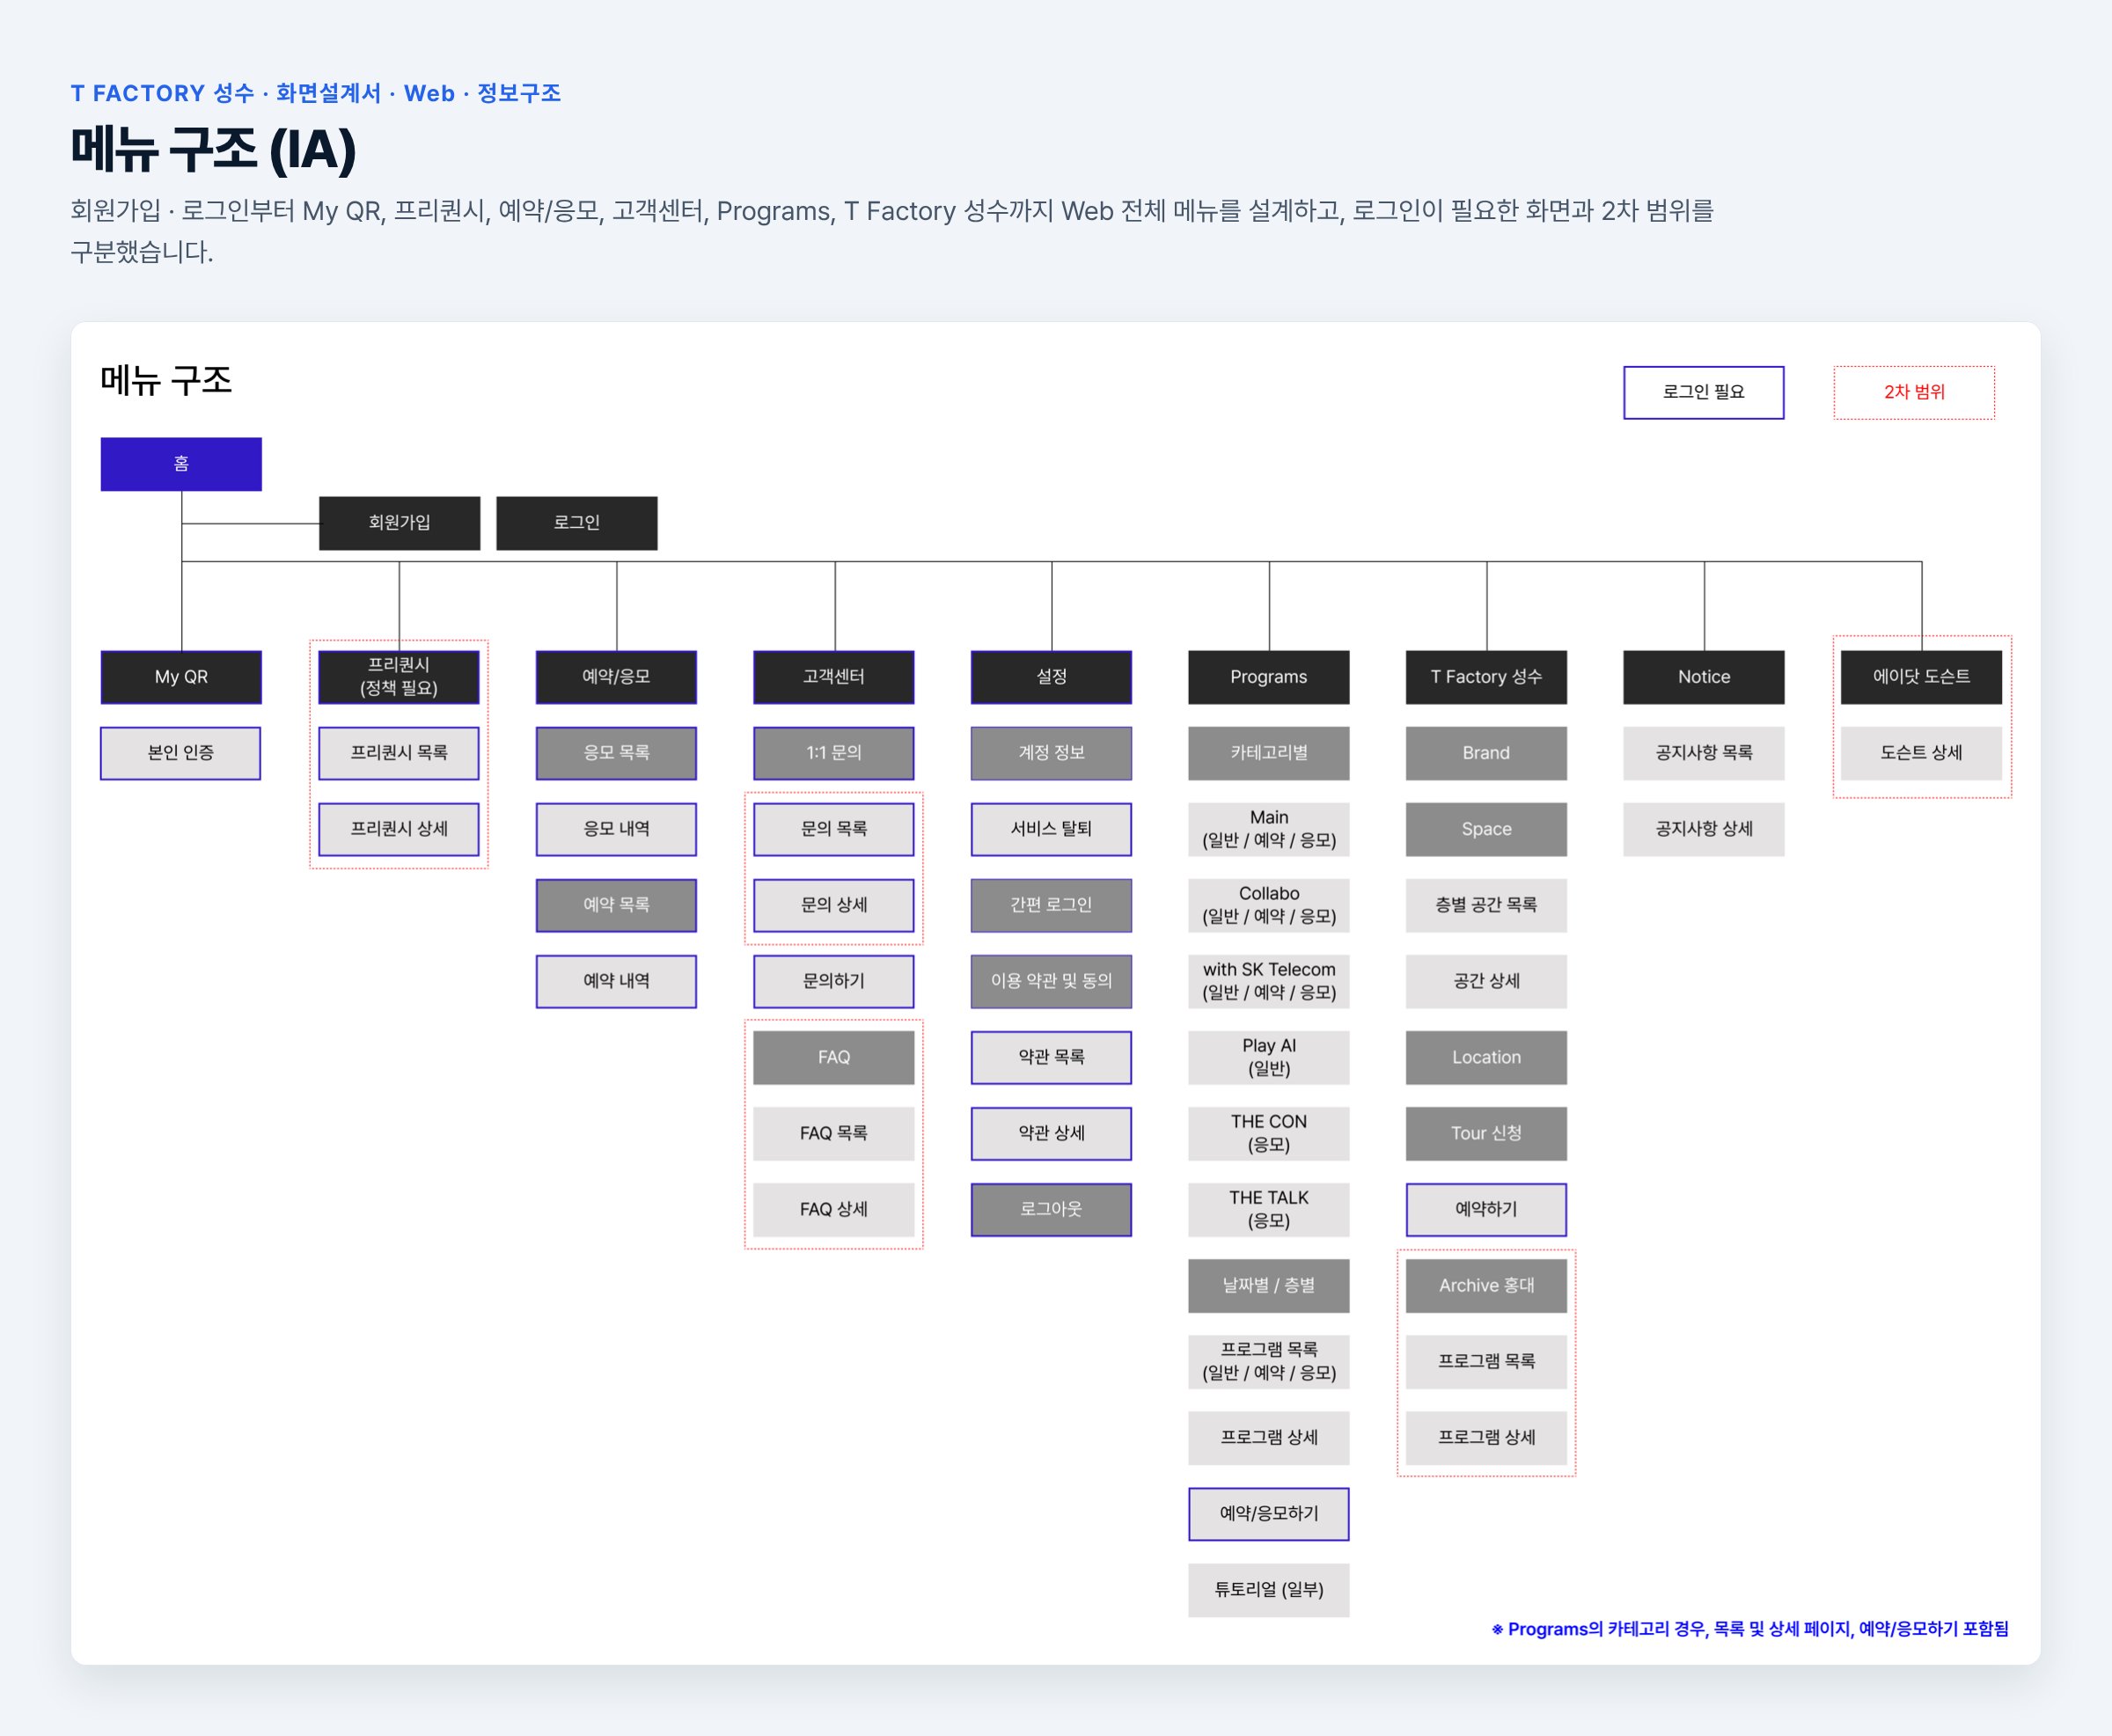 T FACTORY 성수 · 화면설계서 · Web · 정보구조
메뉴 구조 (IA)
회원가입 · 로그인부터 My QR, 프리퀀시, 예약/응모, 고객센터, Programs, T Factory 성수까지 Web 전체 메뉴를 설계하고, 로그인이 필요한 화면과 2차 범위를
구분했습니다.
메뉴 구조
로그인 필요
2차 범위
홈
회원가입
로그인
My QR
본인 인증
프리퀀시
(정책 필요)
프리퀀시 목록
프리퀀시 상세
예약/응모
응모 목록
응모 내역
예약 목록
예약 내역
고객센터
1:1 문의
문의 목록
문의 상세
문의하기
FAQ
FAQ 목록
FAQ 상세
설정
계정 정보
서비스 탈퇴
간편 로그인
이용 약관 및 동의
약관 목록
약관 상세
로그아웃
Programs
카테고리별
Main
(일반 / 예약 / 응모)
Collabo
(일반 / 예약 / 응모)
with SK Telecom
(일반 / 예약 / 응모)
Play AI
(일반)
THE CON
(응모)
THE TALK
(응모)
날짜별 / 층별
프로그램 목록
(일반 / 예약 / 응모)
프로그램 상세
예약/응모하기
튜토리얼 (일부)
T Factory 성수
Brand
Space
층별 공간 목록
공간 상세
Location
Tour 신청
예약하기
Archive 홍대
프로그램 목록
프로그램 상세
Notice
공지사항 목록
공지사항 상세
에이닷 도슨트
도슨트 상세
※ Programs의 카테고리 경우, 목록 및 상세 페이지, 예약/응모하기 포함됨